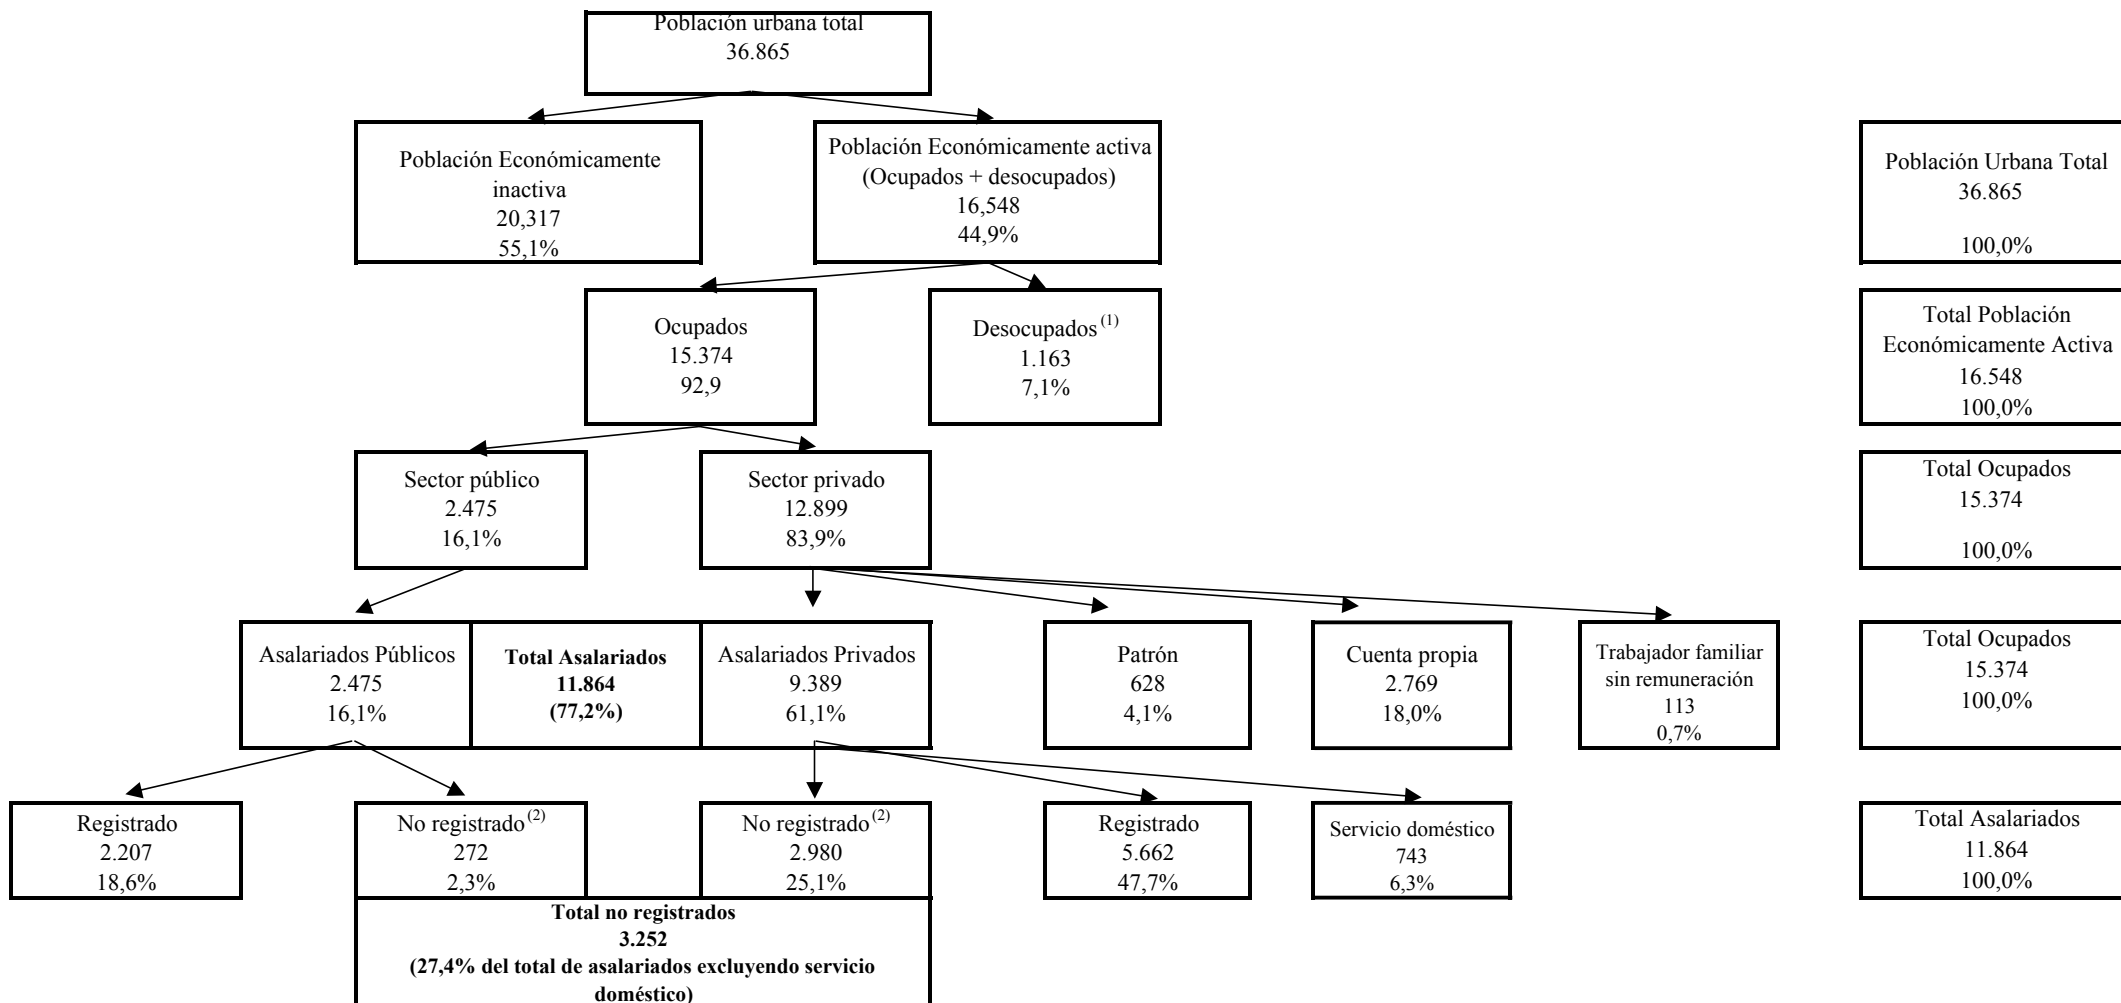 Población urbana total
36.865
Población Económicamente
inactiva
20,317
55,1%
Población Económicamente activa
(Ocupados + desocupados)
16,548
44,9%
Población Urbana Total
36.865
100,0%
Ocupados
15.374
92,9
Desocupados (1)
1.163
7,1%
Total Población
Económicamente Activa
16.548
100,0%
Sector público
2.475
16,1%
Sector privado
12.899
83,9%
Total Ocupados
15.374
100,0%
Asalariados Públicos
2.475
16,1%
Total Asalariados
11.864
(77,2%)
Asalariados Privados
9.389
61,1%
Patrón
628
4,1%
Cuenta propia
2.769
18,0%
Trabajador familiar
sin remuneración
113
0,7%
Total Ocupados
15.374
100,0%
Registrado
2.207
18,6%
No registrado (2)
272
2,3%
No registrado (2)
2.980
25,1%
Registrado
5.662
47,7%
Servicio doméstico
743
6,3%
Total Asalariados
11.864
100,0%
Total no registrados
3.252
(27,4% del total de asalariados excluyendo servicio
doméstico)